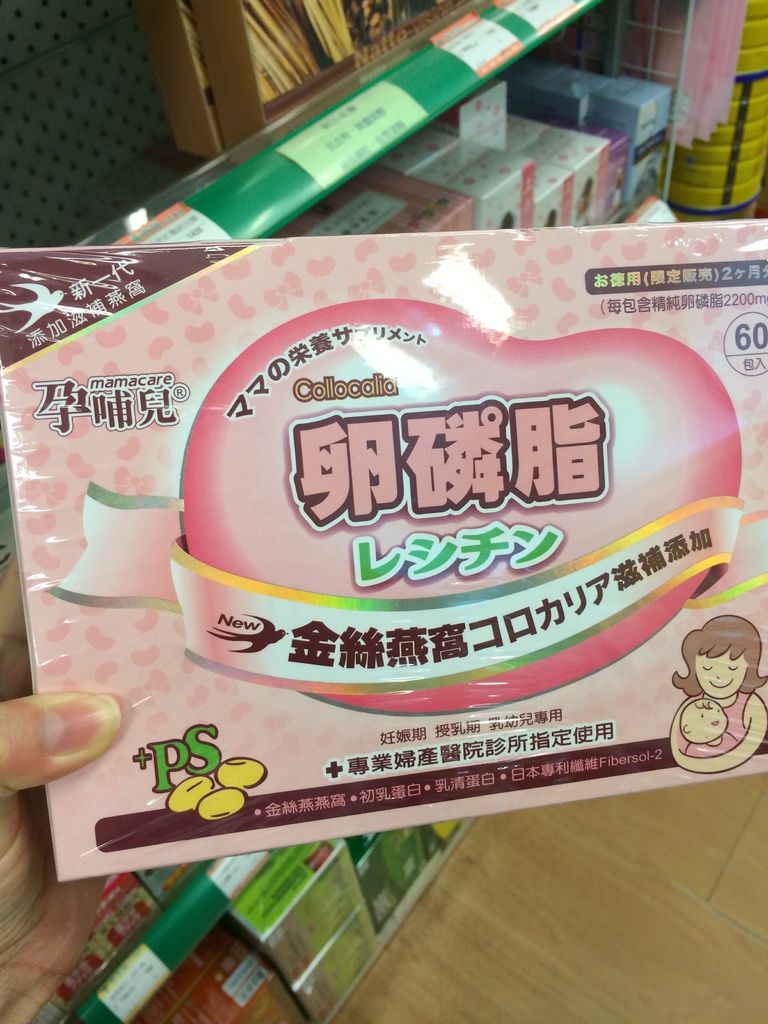 Natto
新一代
添加滋補燕窩
お徳用(限定販売)2ヶ月分
(每包含精純卵磷脂2200mg
60
包入
mamacare
孕哺兒®
ママの栄養サプリメント
Collocalia
卵磷脂
レシチン
New
金絲燕窩コロカリア滋補添加
妊娠期 授乳期 乳幼兒專用
+專業婦產醫院診所指定使用
+PS
•金絲燕燕窩•初乳蛋白•乳清蛋白•日本專利纖維Fibersol-2